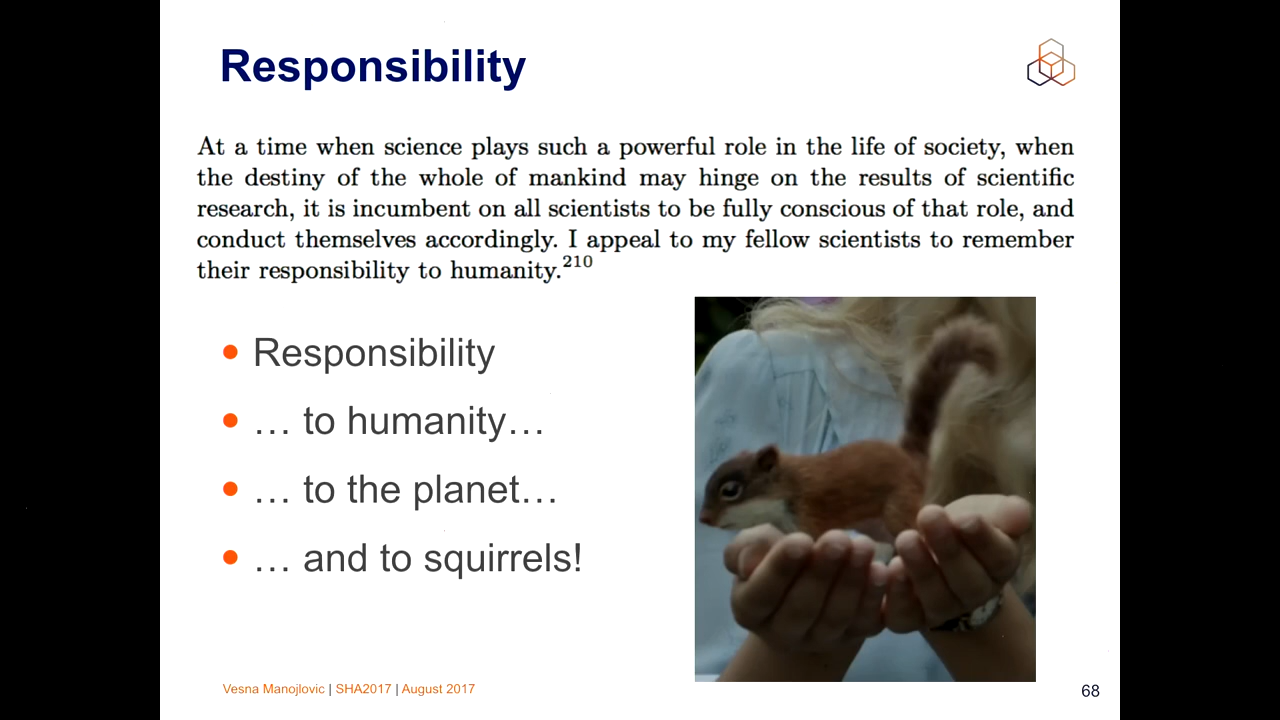 Responsibility
At a time when science plays such a powerful role in the life of society, when
the destiny of the whole of mankind may hinge on the results of scientific
research, it is incumbent on all scientists to be fully conscious of that role, and
conduct themselves accordingly. I appeal to my fellow scientists to remember
their responsibility to humanity.210
• Responsibility
• … to humanity…
• … to the planet…
• … and to squirrels!
Vesna Manojlovic | SHA2017 | August 2017
68